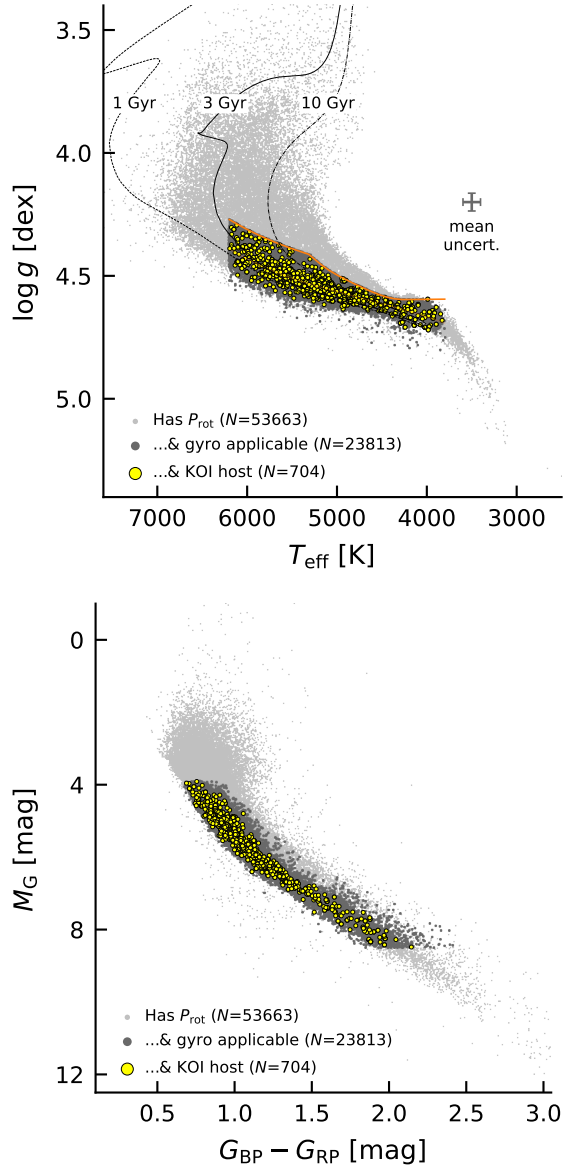 3.5
4.0
4.5
5.0
log g [dex]
1 Gyr
3 Gyr
10 Gyr
mean
uncert.
Has P_rot (N=53663)
...& gyro applicable (N=23813)
...& KOI host (N=704)
7000 6000 5000 4000 3000
T_eff [K]
0
4
8
12
M_G [mag]
Has P_rot (N=53663)
...& gyro applicable (N=23813)
...& KOI host (N=704)
0.5 1.0 1.5 2.0 2.5 3.0
G_BP − G_RP [mag]